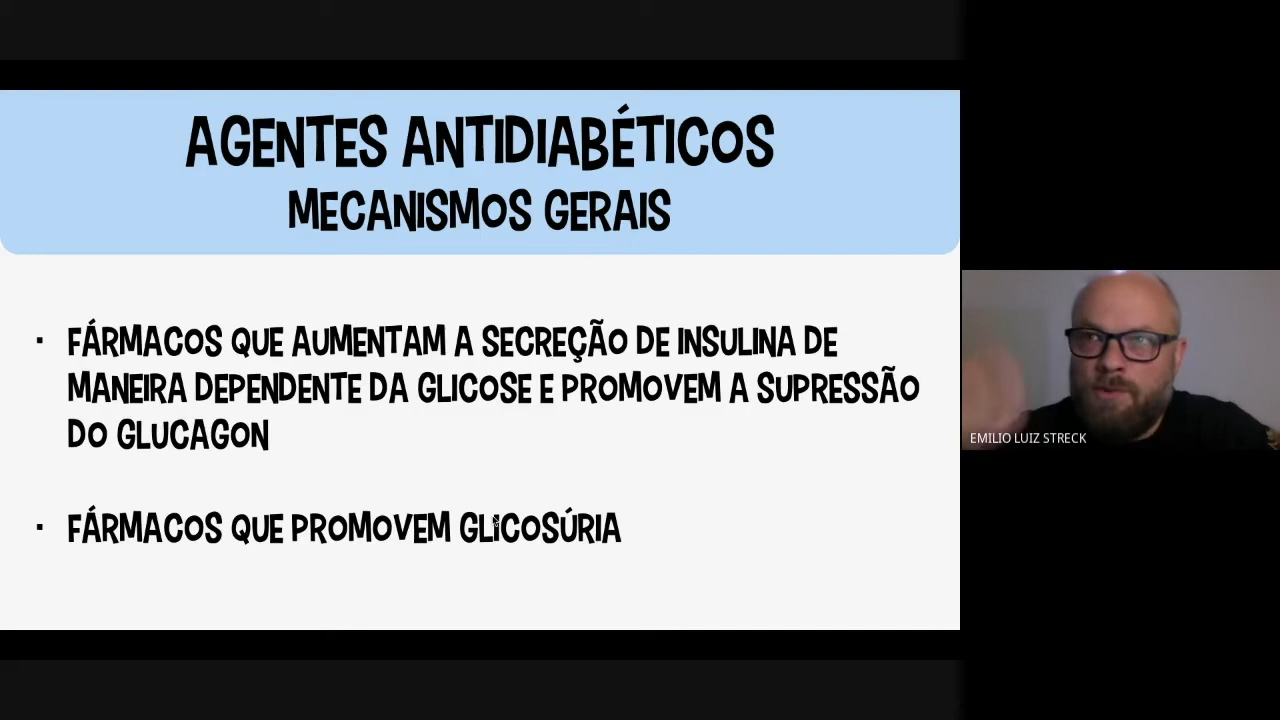 AGENTES ANTIDIABÉTICOS
MECANISMOS GERAIS
· FÁRMACOS QUE AUMENTAM A SECREÇÃO DE INSULINA DE
MANEIRA DEPENDENTE DA GLICOSE E PROMOVEM A SUPRESSÃO
DO GLUCAGON
· FÁRMACOS QUE PROMOVEM GLICOSÚRIA
EMILIO LUIZ STRECK